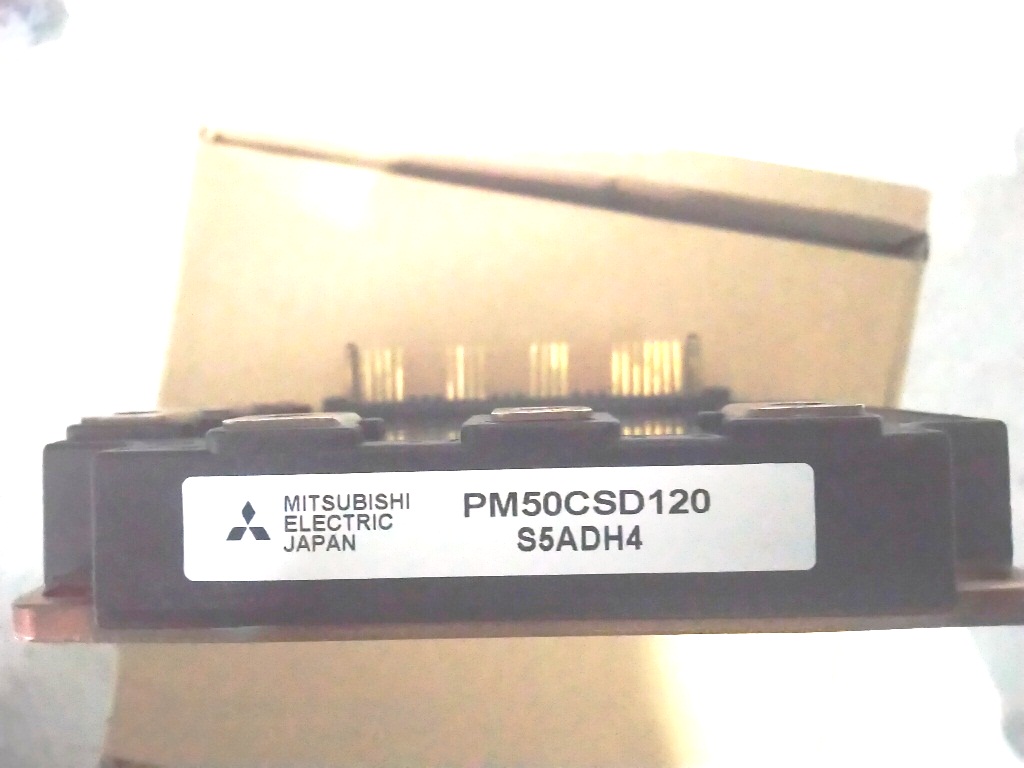 MITSUBISHI
ELECTRIC
JAPAN
PM50CSD120
S5ADH4